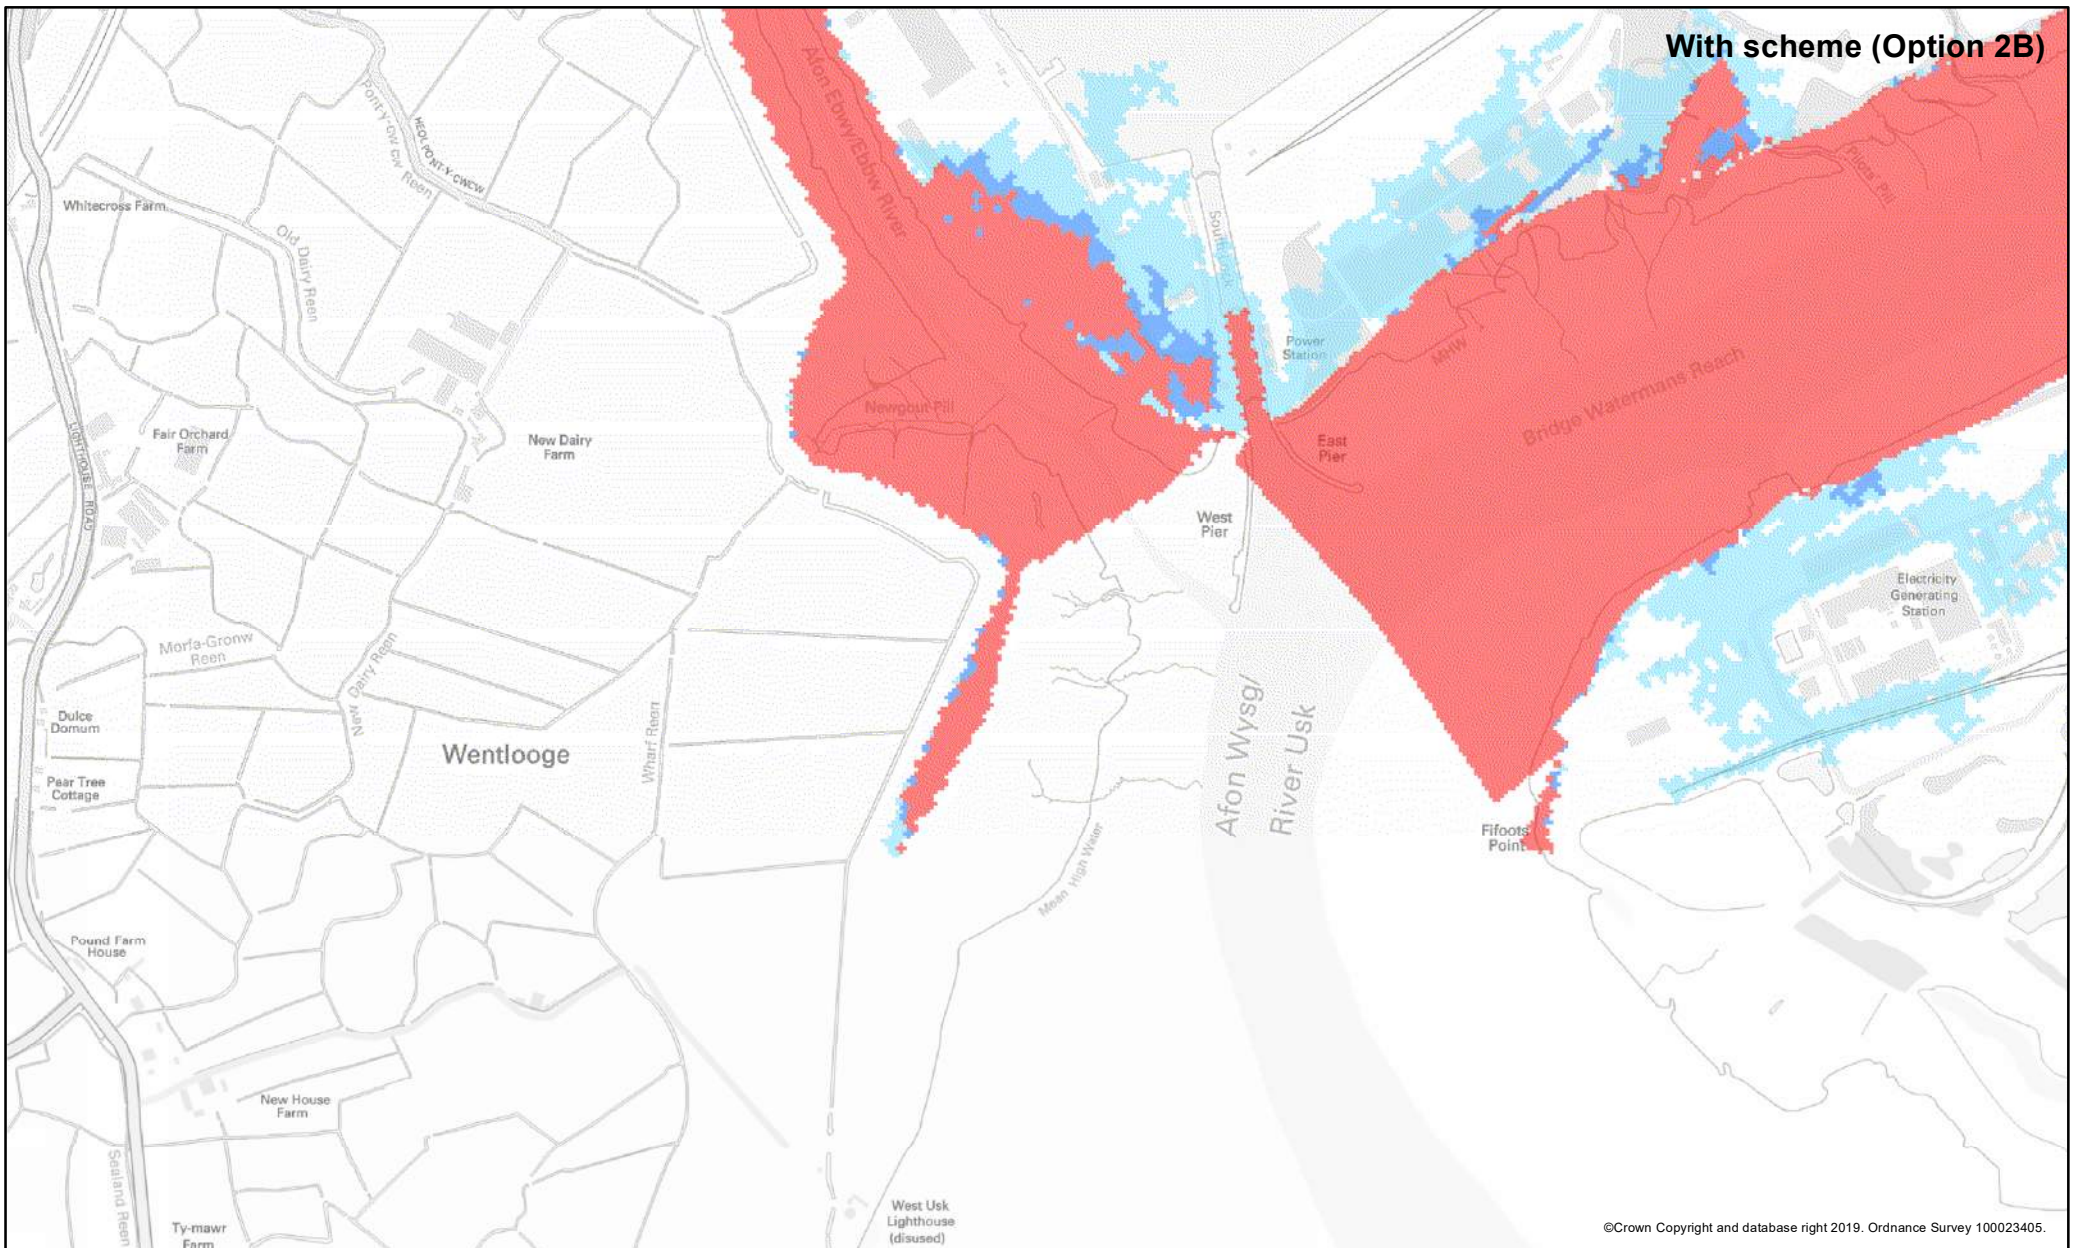 With scheme (Option 2B)
Afon Ebwy/Ebbw River
Pont-y-cw cw Reen
HEOL PONT-Y-CWCW
Whitecross Farm
Old Dairy Reen
South Lock
Pilots' Pill
Power
Station
MHW
Bridge Watermans Reach
Newgout Pill
LIGHTHOUSE ROAD
Fair Orchard
Farm
New Dairy
Farm
East
Pier
West
Pier
Electricity
Generating
Station
Morfa-Gronw
Reen
New Dairy Reen
Dulce
Domum
Wentlooge
Wharf Reen
Afon Wysg/
River Usk
Pear Tree
Cottage
Fifoots
Point
Mean High Water
Pound Farm
House
New House
Farm
Sealand Reen
West Usk
Lighthouse
(disused)
Ty-mawr
Farm
©Crown Copyright and database right 2019. Ordnance Survey 100023405.